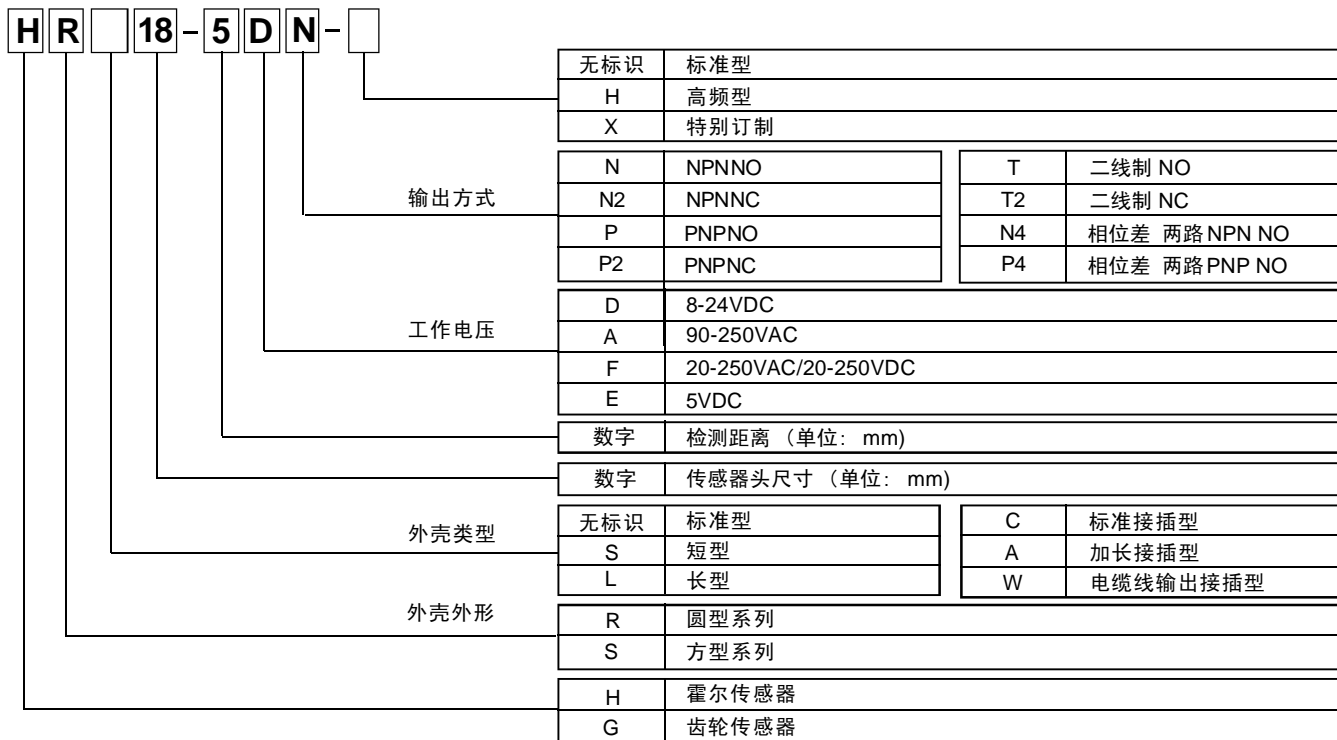 HR 18-5DN-
无标识 标准型
H 高频型
X 特别订制
输出方式
N NPNNO T 二线制 NO
N2 NPNNC T2 二线制 NC
P PNPNO N4 相位差 两路NPN NO
P2 PNPNC P4 相位差 两路PNP NO
工作电压
D 8-24VDC
A 90-250VAC
F 20-250VAC/20-250VDC
E 5VDC
数字 检测距离 (单位: mm)
数字 传感器头尺寸 (单位: mm)
外壳类型
无标识 标准型 C 标准接插型
S 短型 A 加长接插型
L 长型 W 电缆线输出接插型
外壳外形
R 圆型系列
S 方型系列
H 霍尔传感器
G 齿轮传感器